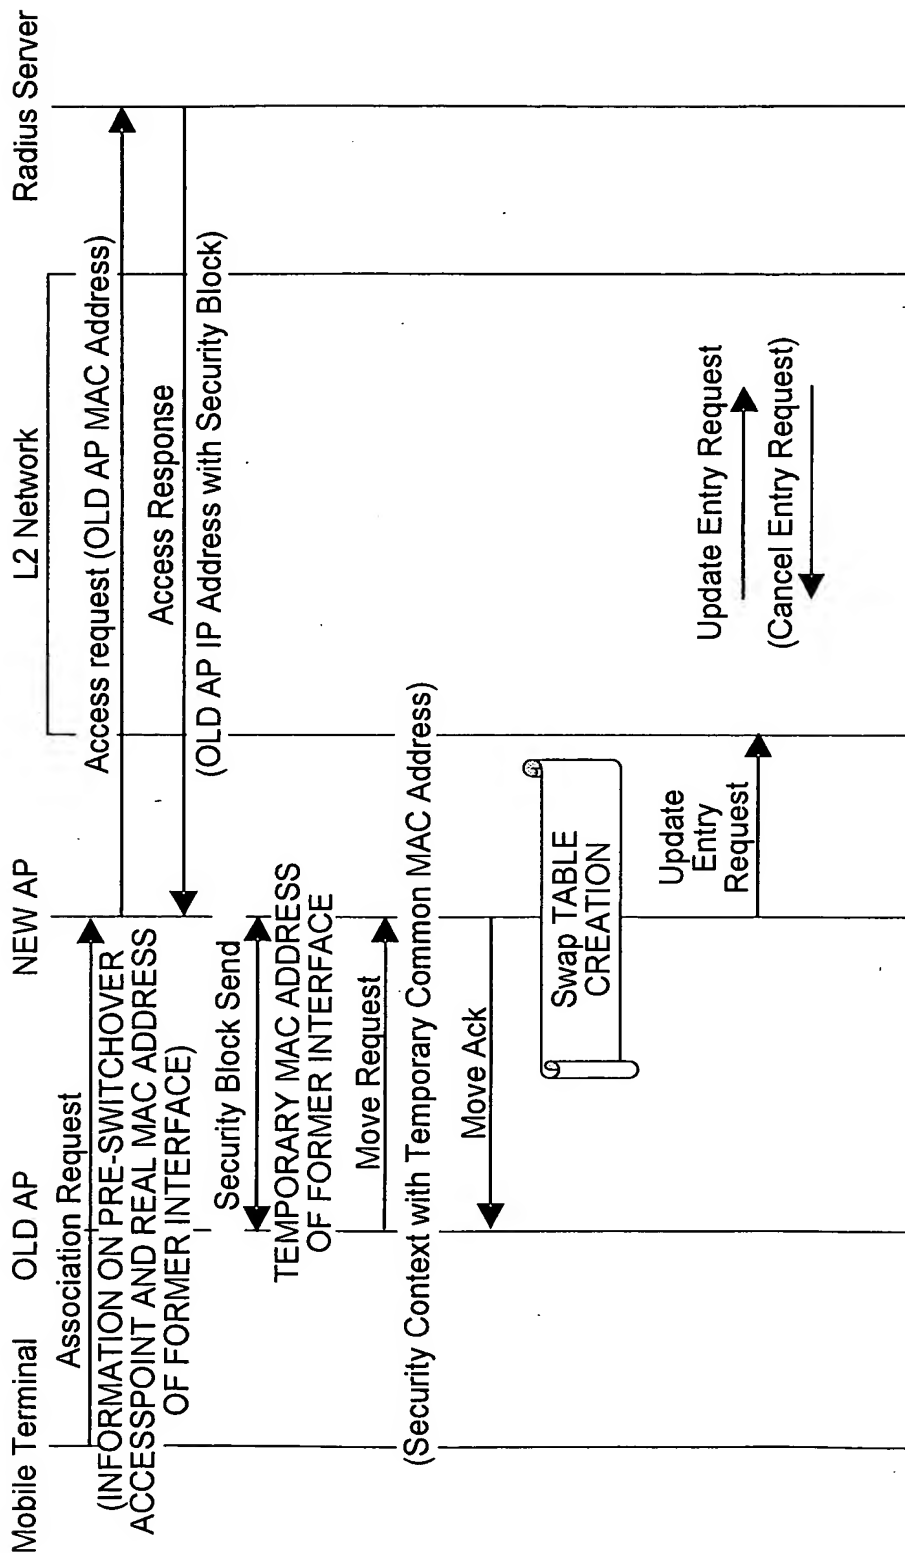 Mobile Terminal
OLD AP
NEW AP
L2 Network
Radius Server
Association Request
(INFORMATION ON PRE-SWITCHOVER
ACCESSPOINT AND REAL MAC ADDRESS
OF FORMER INTERFACE)
Access request (OLD AP MAC Address)
Access Response
(OLD AP IP Address with Security Block)
Security Block Send
TEMPORARY MAC ADDRESS
OF FORMER INTERFACE
Move Request
(Security Context with Temporary Common MAC Address)
Move Ack
Swap TABLE
CREATION
Update
Entry
Request
Update Entry Request
(Cancel Entry Request)